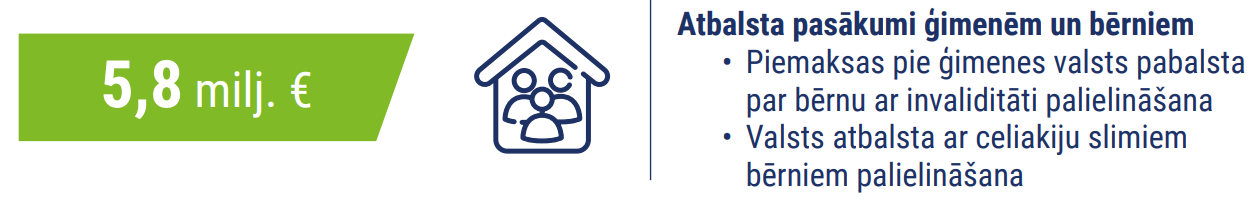 5,8 milj. €
Atbalsta pasākumi ģimenēm un bērniem
• Piemaksas pie ģimenes valsts pabalsta
par bērnu ar invaliditāti palielināšana
• Valsts atbalsta ar celiakiju slimiem
bērniem palielināšana